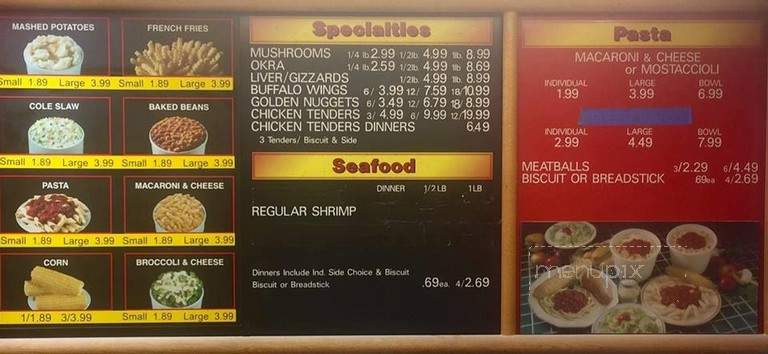 MASHED POTATOES
FRENCH FRIES
Small 1.89 Large 3.99
Small 1.89 Large 3.99
COLE SLAW
BAKED BEANS
Small 1.89 Large 3.99
Small 1.89 Large 3.99
PASTA
MACARONI & CHEESE
Small 1.89 Large 3.99
Small 1.89 Large 3.99
CORN
BROCCOLI & CHEESE
1/1.89 3/3.99
Small 1.89 Large 3.99
Specialties
MUSHROOMS 1/4 lb 2.99 1/2lb. 4.99 1lb. 8.99
OKRA 1/4 lb 2.59 1/2lb. 4.99 1lb. 8.69
LIVER/GIZZARDS 1/2lb. 4.99 1lb. 8.99
BUFFALO WINGS 6/ 3.99 12/ 7.59 18/10.99
GOLDEN NUGGETS 6/ 3.49 12/ 6.79 18/ 8.99
CHICKEN TENDERS 3/ 4.99 6/ 9.99 12/19.99
CHICKEN TENDERS DINNERS 6.49
3 Tenders/ Biscuit & Side
Seafood
DINNER 1/2 LB 1 LB
REGULAR SHRIMP
Dinners Include Ind. Side Choice & Biscuit
Biscuit or Breadstick .69ea. 4/2.69
Pasta
MACARONI & CHEESE
or MOSTACCIOLI
INDIVIDUAL LARGE BOWL
1.99 3.99 6.99
INDIVIDUAL LARGE BOWL
2.99 4.49 7.99
MEATBALLS 3/2.29 6/4.49
BISCUIT OR BREADSTICK .69ea 4/2.69
menupix